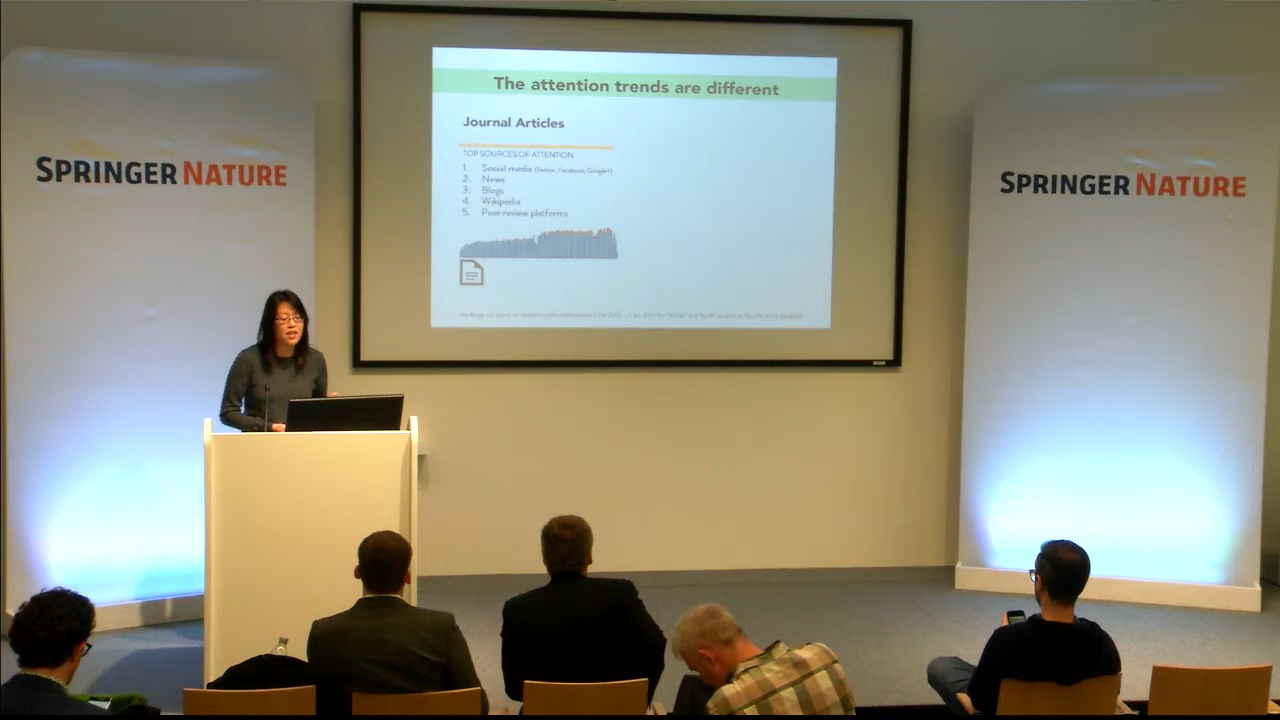 SPRINGER NATURE
The attention trends are different
Journal Articles
TOP SOURCES OF ATTENTION
1. Social media (Twitter, Facebook, Google+)
2. News
3. Blogs
4. Wikipedia
5. Peer review platforms
SPRINGER NATURE